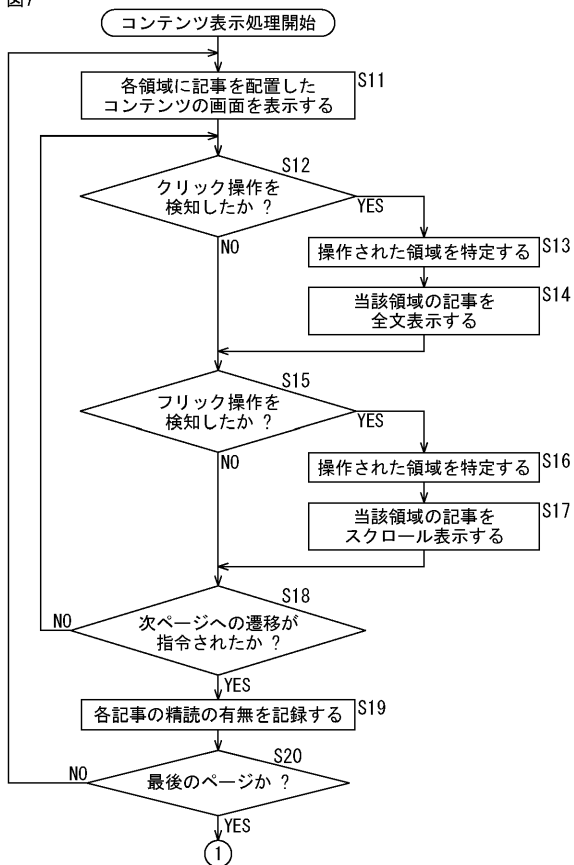 図7
コンテンツ表示処理開始
各領域に記事を配置した
コンテンツの画面を表示する
S11
S12
クリック操作を
検知したか ?
YES
NO
操作された領域を特定する
S13
当該領域の記事を
全文表示する
S14
S15
フリック操作を
検知したか ?
YES
NO
操作された領域を特定する
S16
当該領域の記事を
スクロール表示する
S17
S18
次ページへの遷移が
指令されたか ?
NO
YES
各記事の精読の有無を記録する
S19
S20
最後のページか ?
NO
YES
1